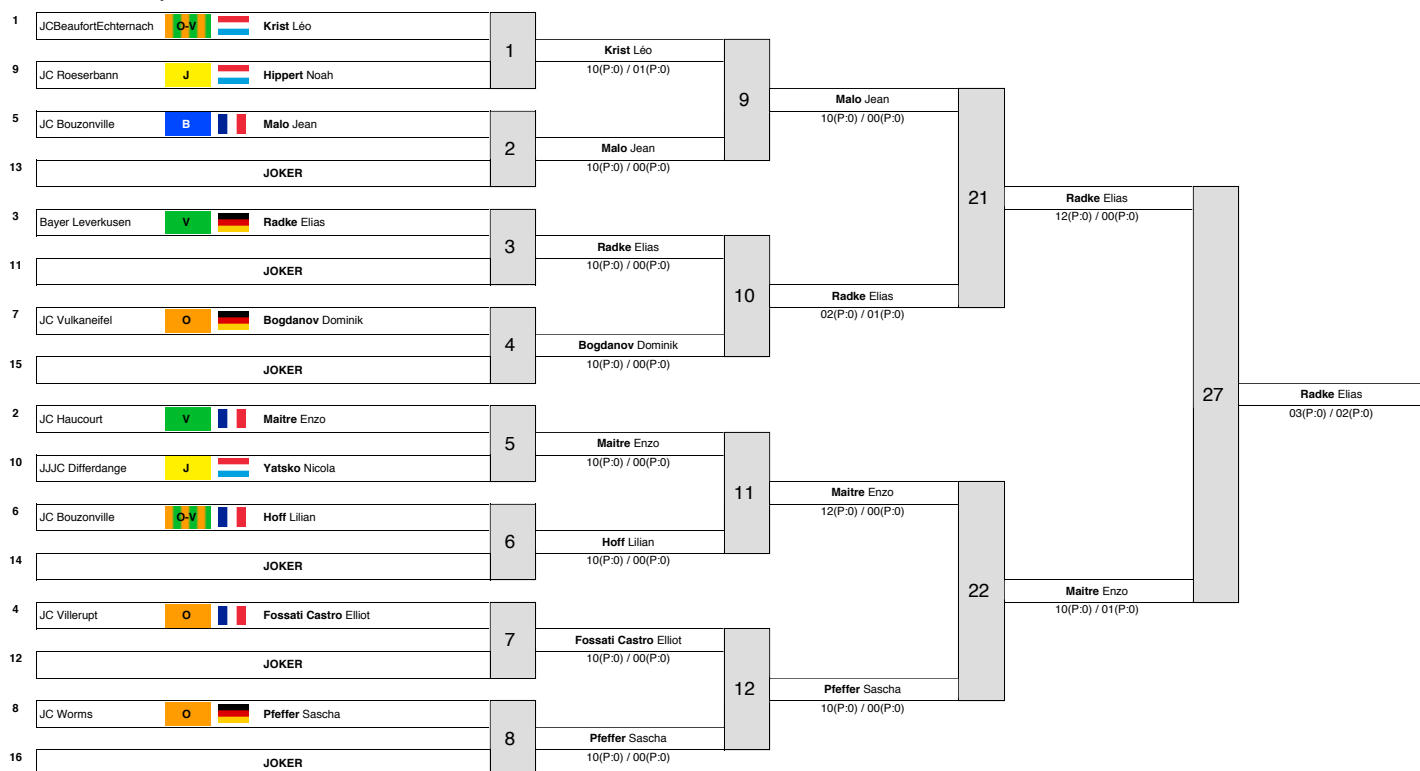 1 JCBeaufortEchternach O-V Krist Léo
9 JC Roeserbann J Hippert Noah
5 JC Bouzonville B Malo Jean
13 JOKER
3 Bayer Leverkusen V Radke Elias
11 JOKER
7 JC Vulkaneifel O Bogdanov Dominik
15 JOKER
2 JC Haucourt V Maitre Enzo
10 JJJC Differdange J Yatsko Nicola
6 JC Bouzonville O-V Hoff Lilian
14 JOKER
4 JC Villerupt O Fossati Castro Elliot
12 JOKER
8 JC Worms O Pfeffer Sascha
16 JOKER
1
2
3
4
5
6
7
8
Krist Léo
10(P:0) / 01(P:0)
Malo Jean
10(P:0) / 00(P:0)
Radke Elias
10(P:0) / 00(P:0)
Bogdanov Dominik
10(P:0) / 00(P:0)
Maitre Enzo
10(P:0) / 00(P:0)
Hoff Lilian
10(P:0) / 00(P:0)
Fossati Castro Elliot
10(P:0) / 00(P:0)
Pfeffer Sascha
10(P:0) / 00(P:0)
9
10
11
12
Malo Jean
10(P:0) / 00(P:0)
Radke Elias
02(P:0) / 01(P:0)
Maitre Enzo
12(P:0) / 00(P:0)
Pfeffer Sascha
10(P:0) / 00(P:0)
21
22
Radke Elias
12(P:0) / 00(P:0)
Maitre Enzo
10(P:0) / 01(P:0)
27
Radke Elias
03(P:0) / 02(P:0)